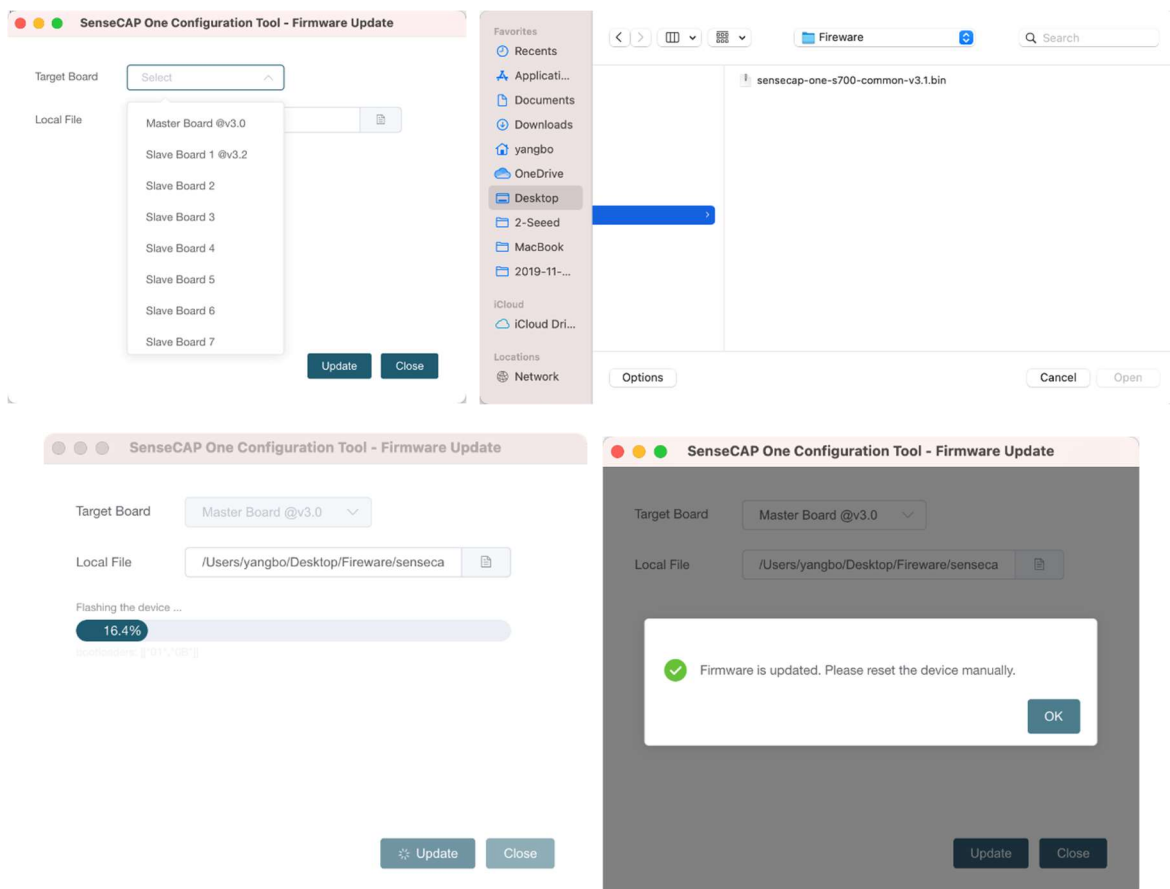 SenseCAP One Configuration Tool - Firmware Update
Target Board
Select
Local File
Master Board @v3.0
Slave Board 1 @v3.2
Slave Board 2
Slave Board 3
Slave Board 4
Slave Board 5
Slave Board 6
Slave Board 7
Update
Close
Favorites
Recents
Applicati...
Documents
Downloads
yangbo
OneDrive
Desktop
2-Seeed
MacBook
2019-11-...
iCloud
iCloud Dri...
Locations
Network
Fireware
Search
sensecap-one-s700-common-v3.1.bin
Options
Cancel
Open
SenseCAP One Configuration Tool - Firmware Update
Target Board
Master Board @v3.0
Local File
/Users/yangbo/Desktop/Fireware/senseca
Flashing the device ...
16.4%
Update
Close
SenseCAP One Configuration Tool - Firmware Update
Target Board
Master Board @v3.0
Local File
/Users/yangbo/Desktop/Fireware/senseca
Firmware is updated. Please reset the device manually.
OK
Update
Close